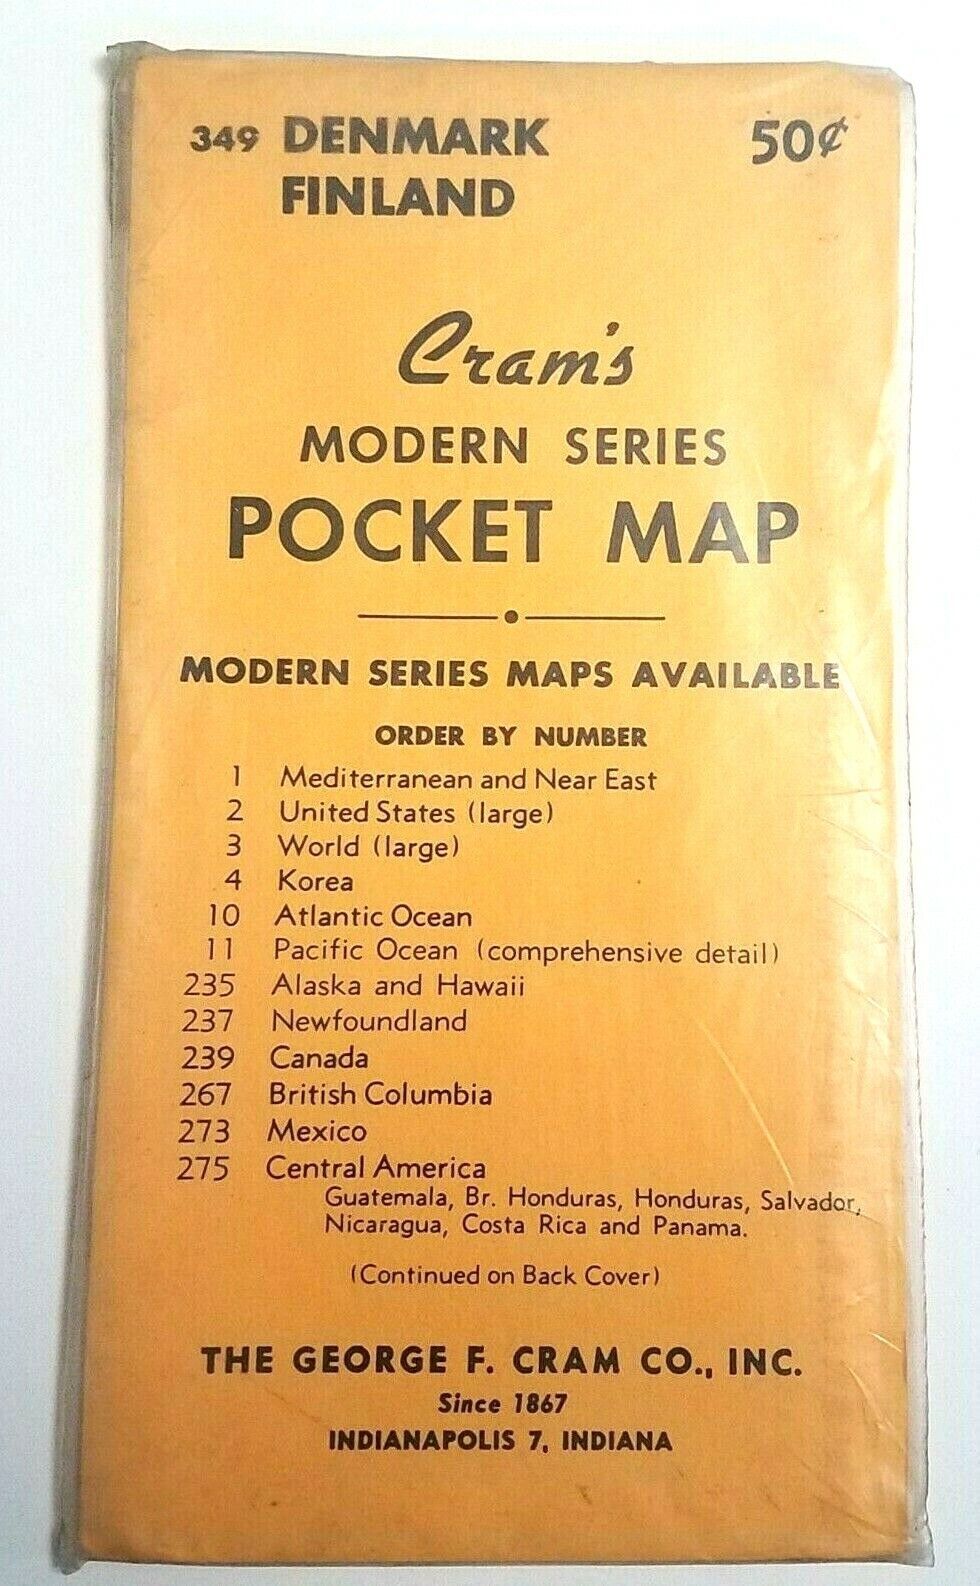 349 DENMARK 50¢
FINLAND
Cram's
MODERN SERIES
POCKET MAP
MODERN SERIES MAPS AVAILABLE
ORDER BY NUMBER
1 Mediterranean and Near East
2 United States (large)
3 World (large)
4 Korea
10 Atlantic Ocean
11 Pacific Ocean (comprehensive detail)
235 Alaska and Hawaii
237 Newfoundland
239 Canada
267 British Columbia
273 Mexico
275 Central America
Guatemala, Br. Honduras, Honduras, Salvador,
Nicaragua, Costa Rica and Panama.
(Continued on Back Cover)
THE GEORGE F. CRAM CO., INC.
Since 1867
INDIANAPOLIS 7, INDIANA